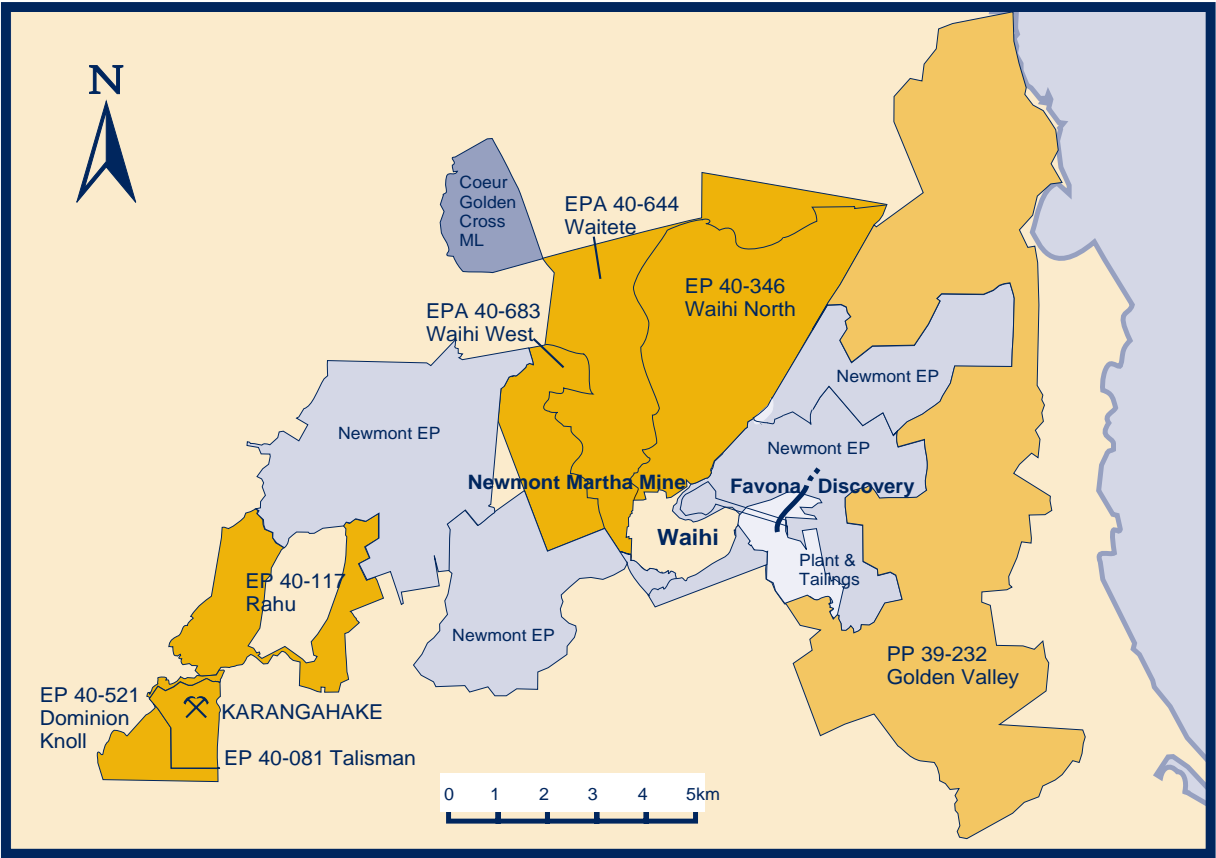 N
Coeur
Golden
Cross
ML
EPA 40-644
Waitete
EP 40-346
Waihi North
EPA 40-683
Waihi West
Newmont EP
Newmont EP
Newmont EP
Newmont Martha Mine
Favona Discovery
Waihi
Plant &
Tailings
EP 40-117
Rahu
Newmont EP
PP 39-232
Golden Valley
EP 40-521
Dominion
Knoll
KARANGAHAKE
EP 40-081 Talisman
0 1 2 3 4 5km